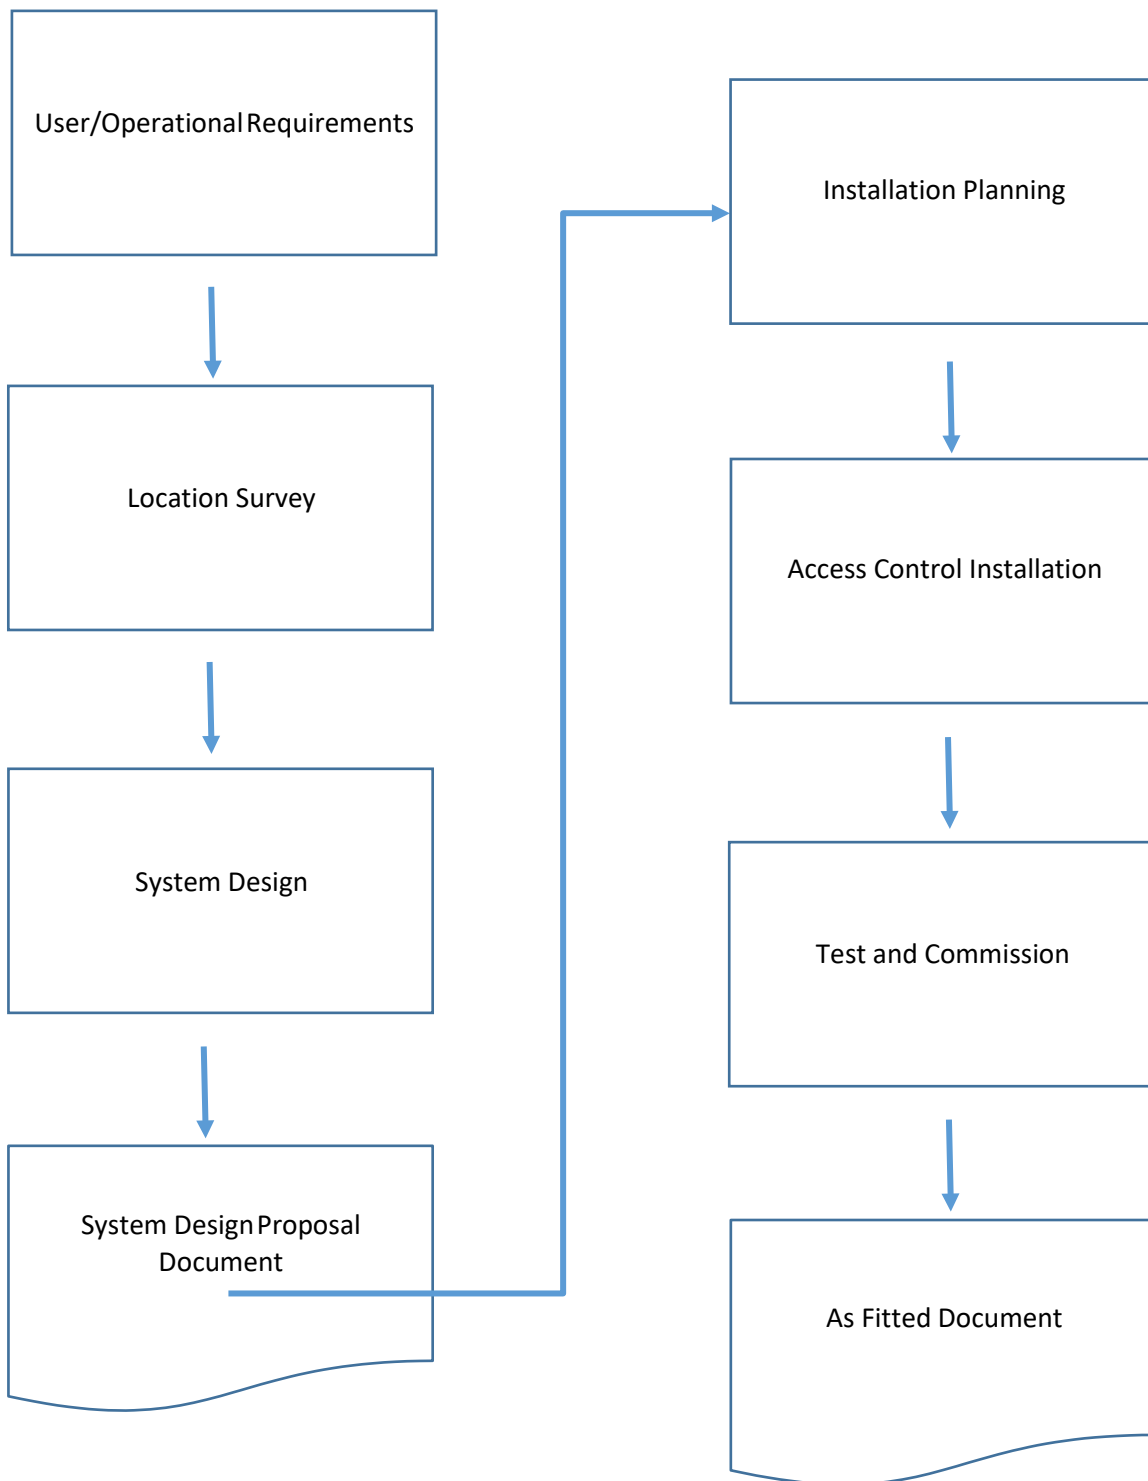 User/Operational Requirements
Location Survey
System Design
System Design Proposal
Document
Installation Planning
Access Control Installation
Test and Commission
As Fitted Document